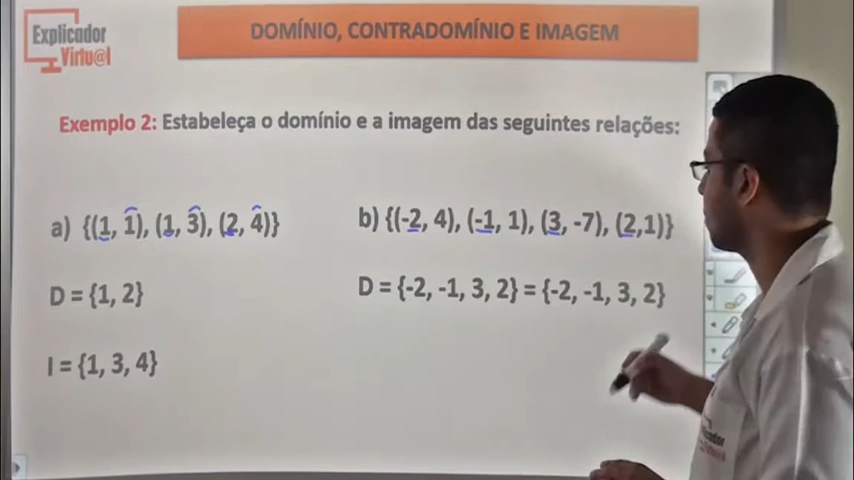 Explicador
Virtu@l
DOMÍNIO, CONTRADOMÍNIO E IMAGEM
Exemplo 2: Estabeleça o domínio e a imagem das seguintes relações:
a) {(1, 1), (1, 3), (2, 4)}
b) {(-2, 4), (-1, 1), (3, -7), (2,1)}
D = {1, 2}
D = {-2, -1, 3, 2} = {-2, -1, 3, 2}
I = {1, 3, 4}